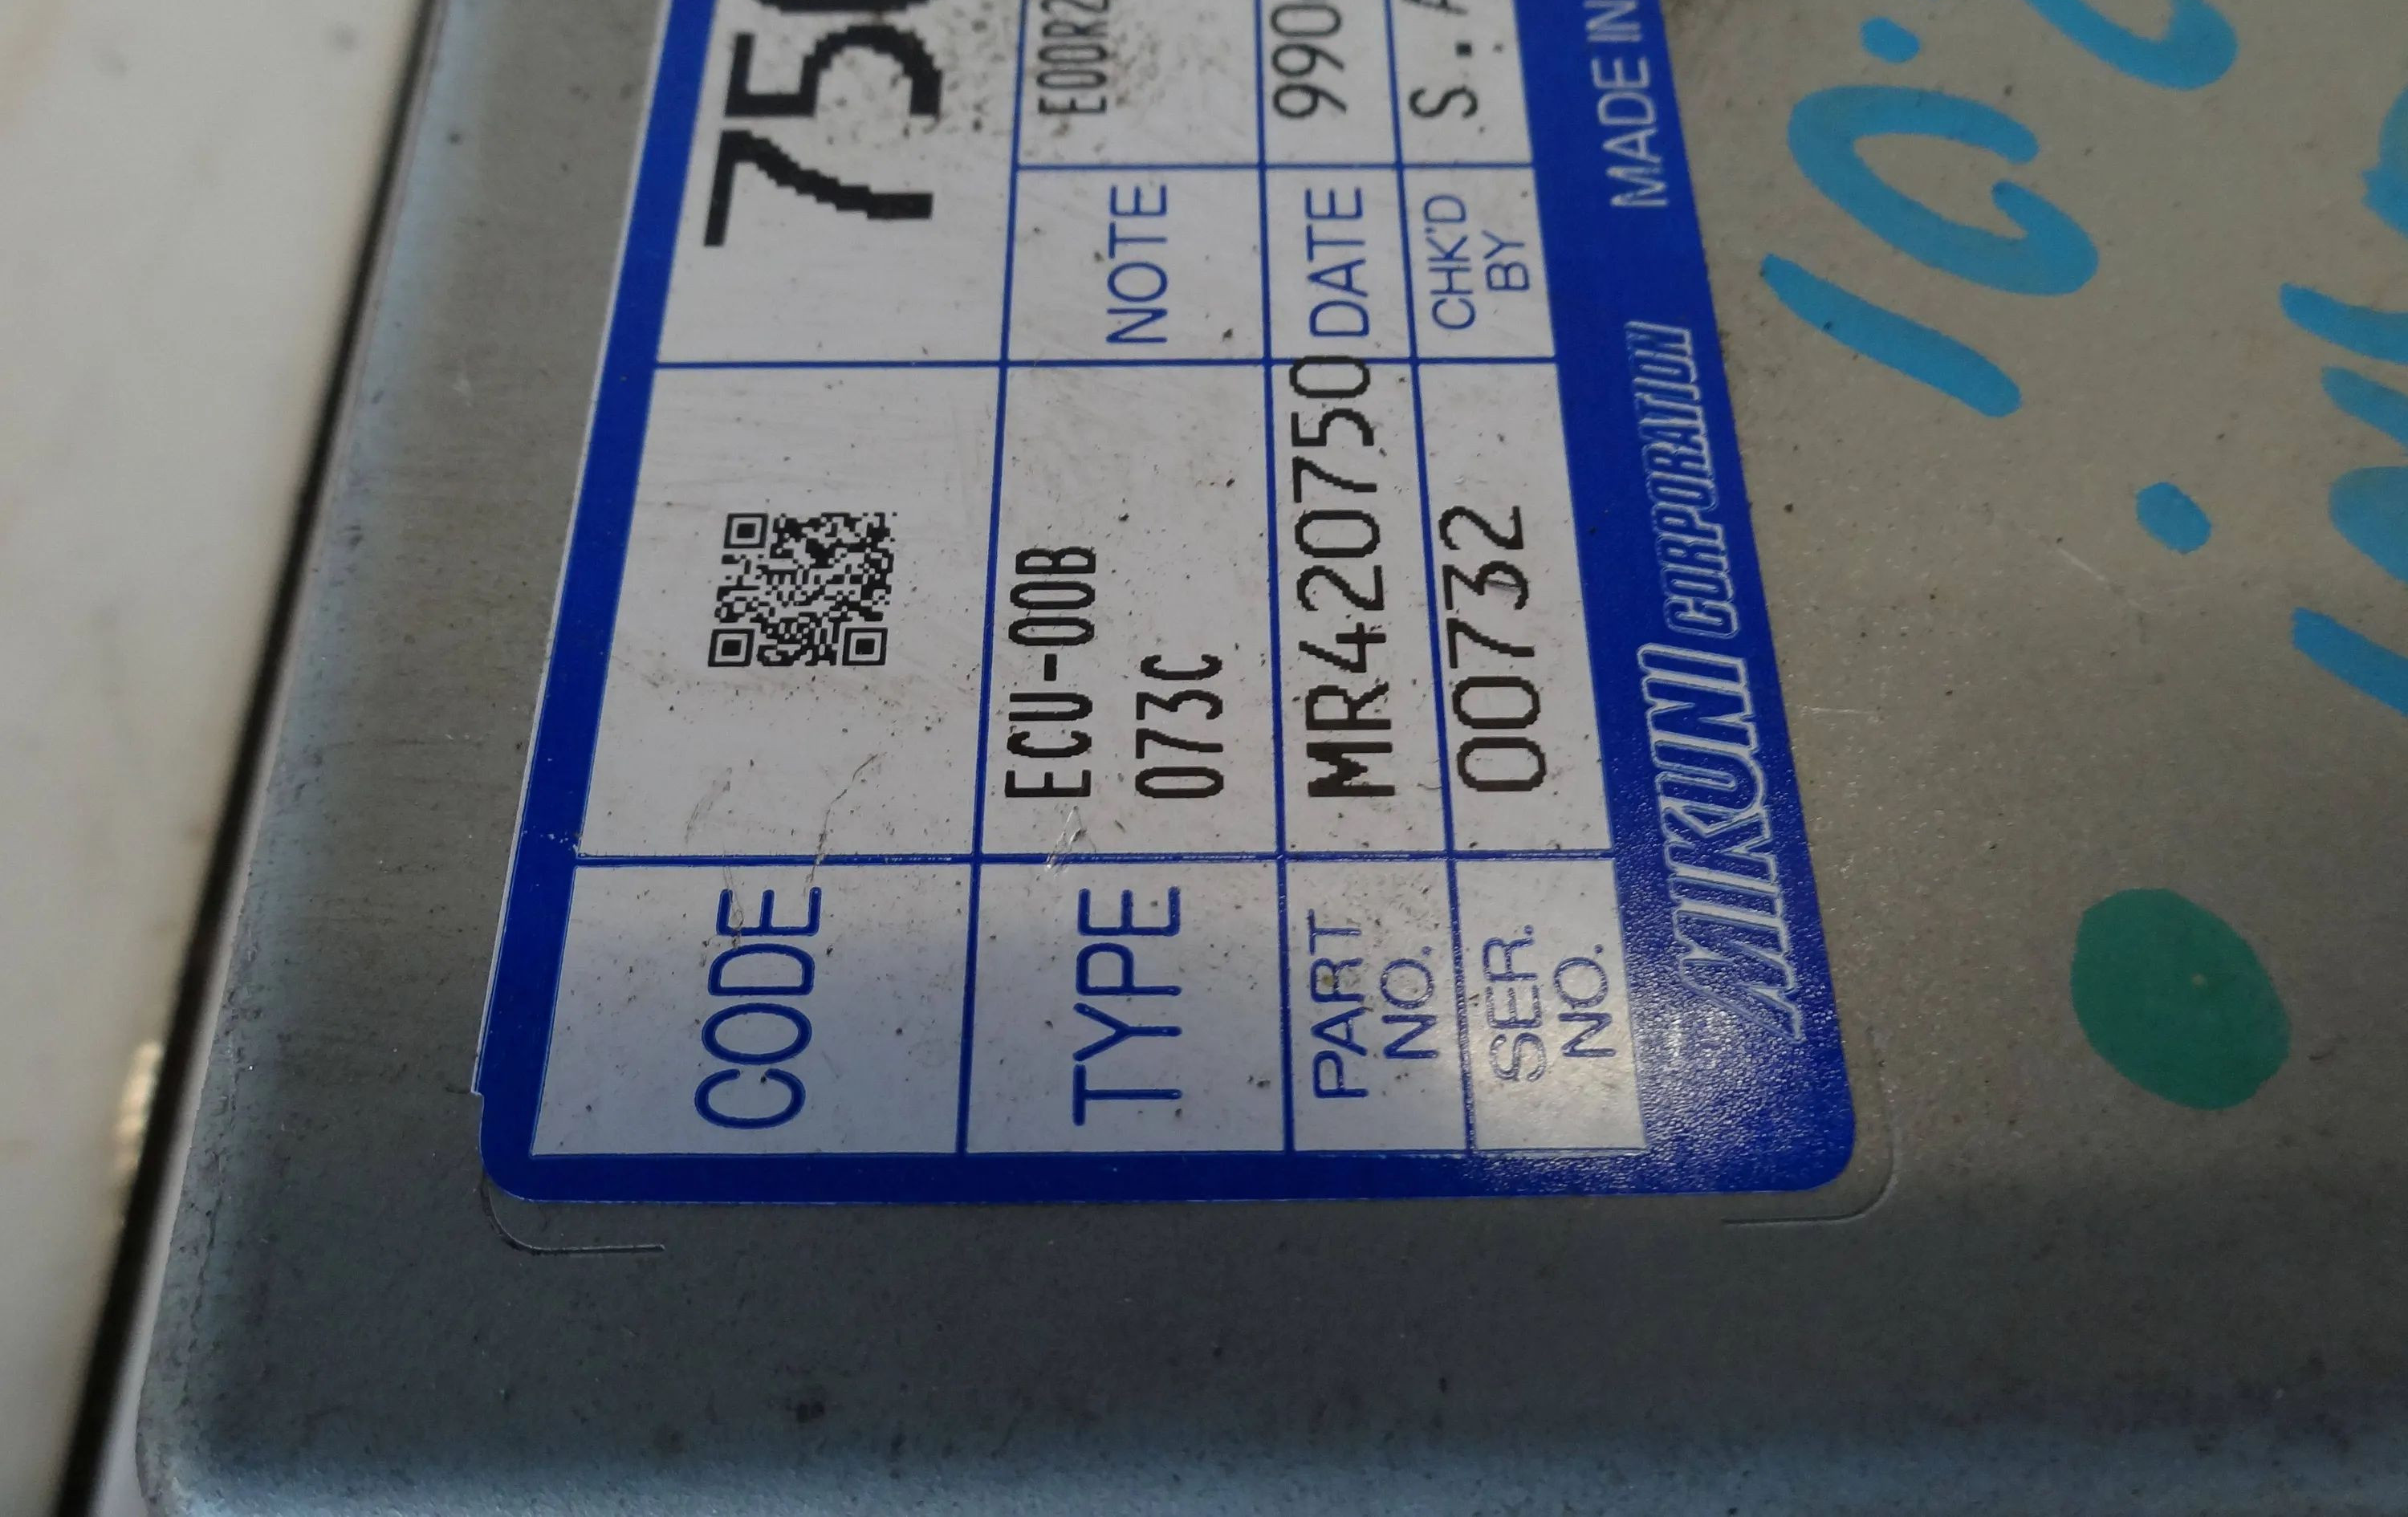 CODE 750
TYPE ECU-00B NOTE E00R2
073C
PART NO. MR420750 DATE 990
SER. NO. 00732 CHK'D BY S.
MIKUNI CORPORATION MADE IN